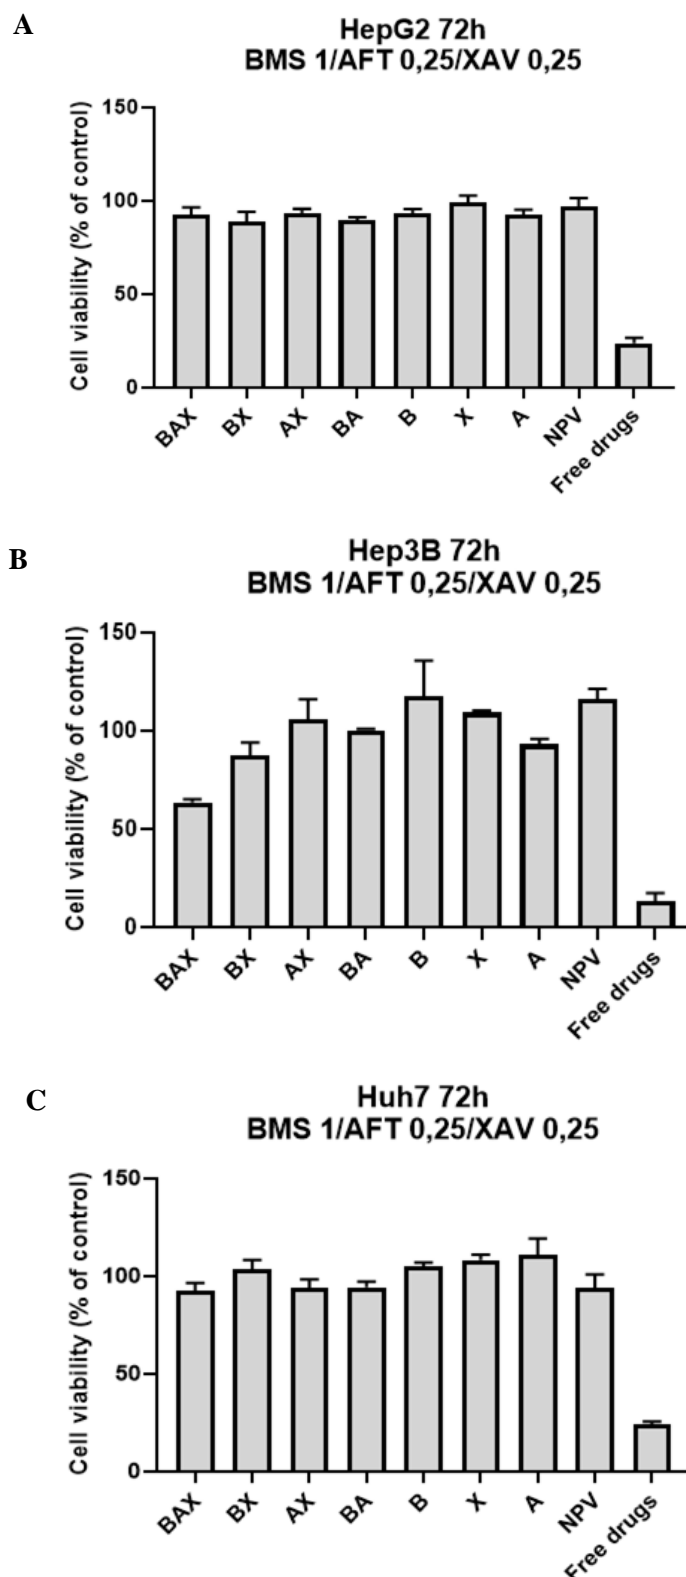 A
HepG2 72h
BMS 1/AFT 0,25/XAV 0,25
Cell viability (% of control)
150
100
50
0
BAX
BX
AX
BA
B
X
A
NPV
Free drugs
B
Hep3B 72h
BMS 1/AFT 0,25/XAV 0,25
Cell viability (% of control)
150
100
50
0
BAX
BX
AX
BA
B
X
A
NPV
Free drugs
C
Huh7 72h
BMS 1/AFT 0,25/XAV 0,25
Cell viability (% of control)
150
100
50
0
BAX
BX
AX
BA
B
X
A
NPV
Free drugs